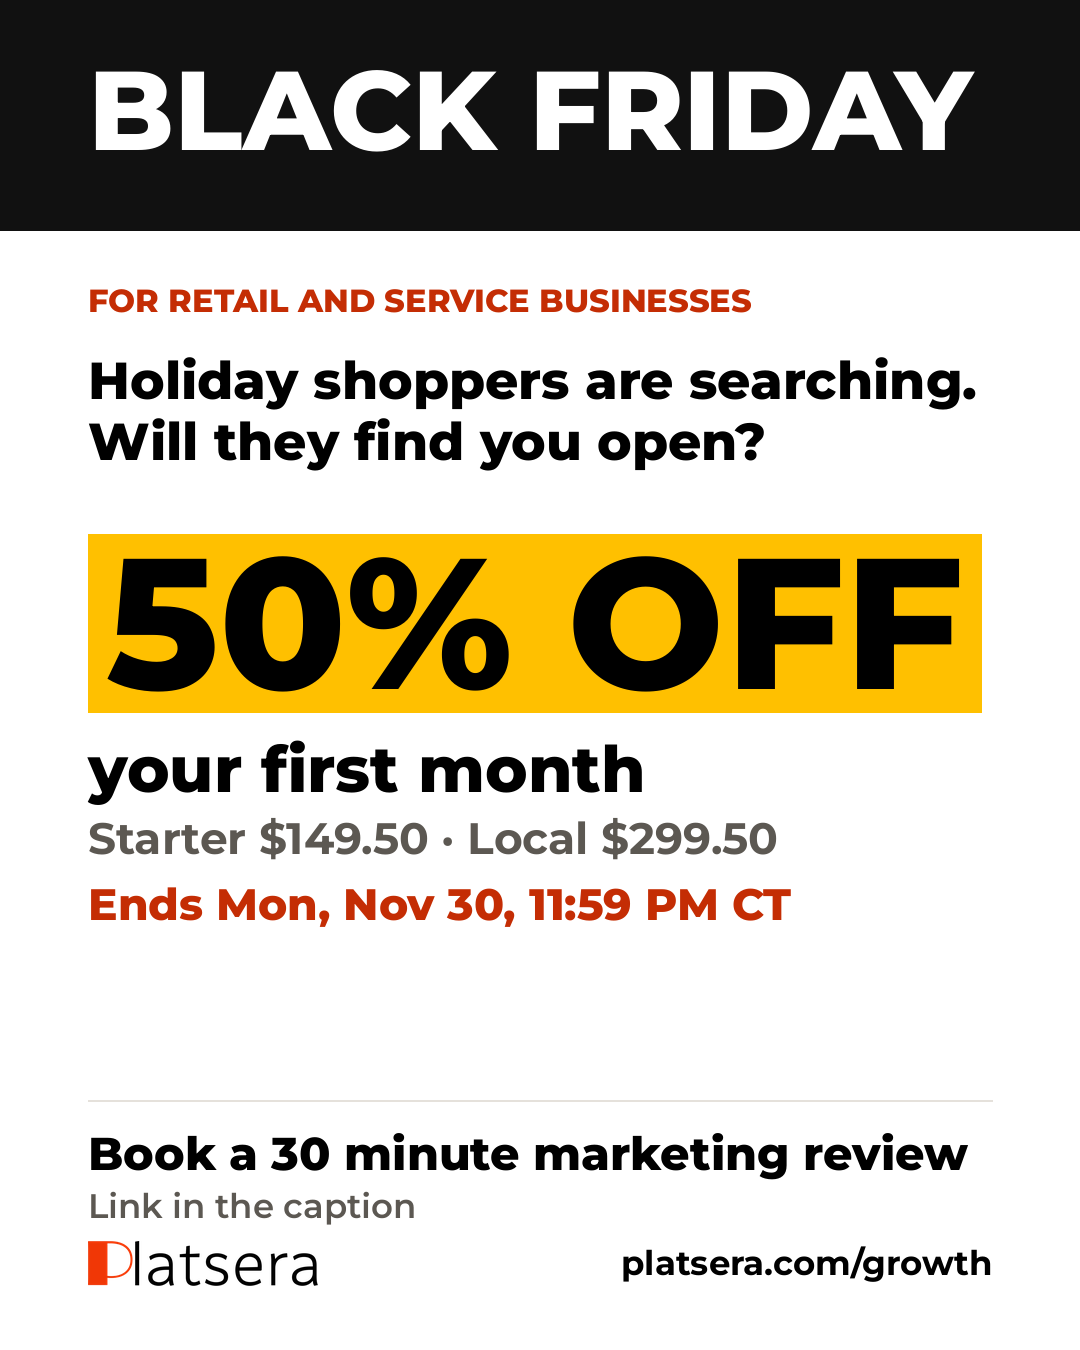 BLACK FRIDAY
FOR RETAIL AND SERVICE BUSINESSES
Holiday shoppers are searching.
Will they find you open?
50% OFF
your first month
Starter $149.50 · Local $299.50
Ends Mon, Nov 30, 11:59 PM CT
Book a 30 minute marketing review
Link in the caption
Platsera
platsera.com/growth